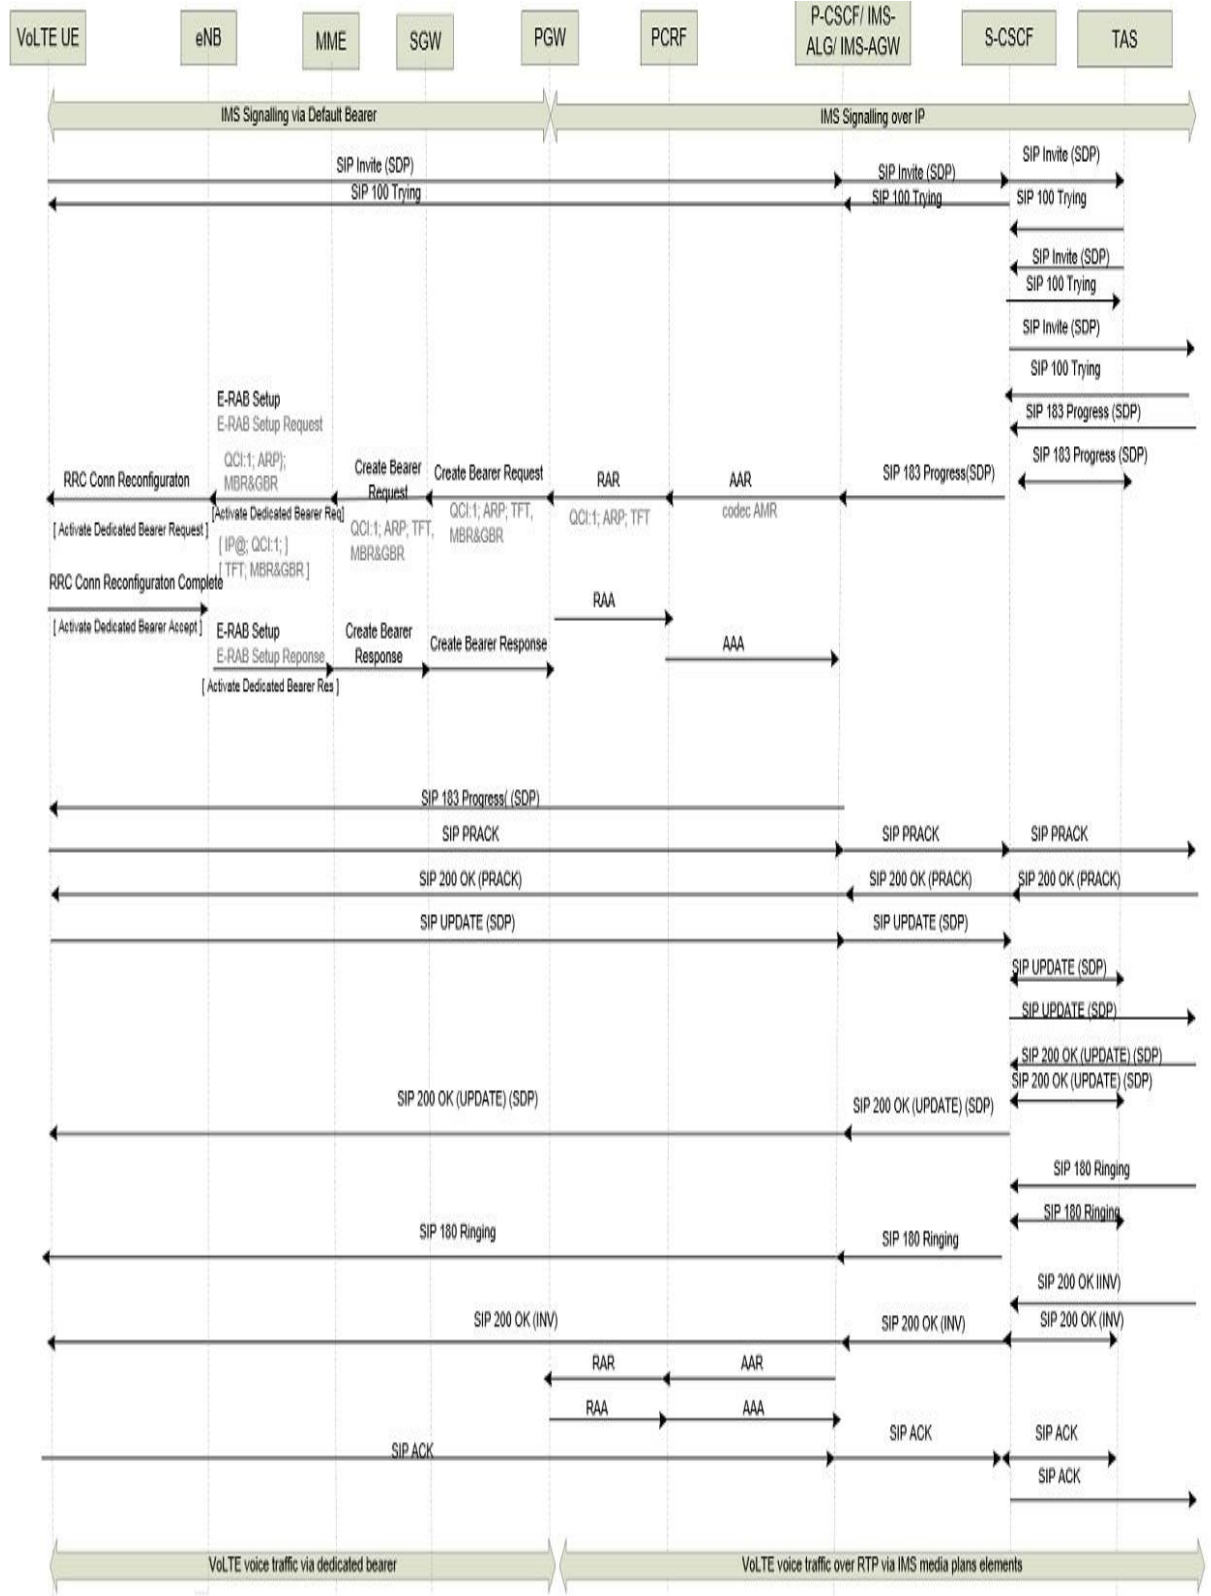 VoLTE UE
eNB
MME
SGW
PGW
PCRF
P-CSCF/ IMS-
ALG/ IMS-AGW
S-CSCF
TAS
IMS Signalling via Default Bearer
IMS Signalling over IP
SIP Invite (SDP)
SIP Invite (SDP)
SIP Invite (SDP)
SIP 100 Trying
SIP 100 Trying
SIP 100 Trying
SIP Invite (SDP)
SIP 100 Trying
SIP Invite (SDP)
SIP 100 Trying
SIP 183 Progress (SDP)
SIP 183 Progress (SDP)
E-RAB Setup
E-RAB Setup Request
QCI:1; ARP);
MBR&GBR
RRC Conn Reconfiguraton
Create Bearer
Request
Create Bearer Request
RAR
AAR
SIP 183 Progress(SDP)
[ Activate Dedicated Bearer Request ]
[Activate Dedicated Bearer Req]
QCI:1; ARP; TFT,
MBR&GBR
QCI:1; ARP; TFT,
MBR&GBR
QCI:1; ARP; TFT
codec AMR
[ IP@; QCI:1; ]
[ TFT; MBR&GBR ]
RRC Conn Reconfiguraton Complete
[ Activate Dedicated Bearer Accept ]
RAA
E-RAB Setup
E-RAB Setup Reponse
Create Bearer
Response
Create Bearer Response
AAA
[ Activate Dedicated Bearer Res ]
SIP 183 Progress( (SDP)
SIP PRACK
SIP PRACK
SIP PRACK
SIP 200 OK (PRACK)
SIP 200 OK (PRACK)
SIP 200 OK (PRACK)
SIP UPDATE (SDP)
SIP UPDATE (SDP)
SIP UPDATE (SDP)
SIP UPDATE (SDP)
SIP 200 OK (UPDATE) (SDP)
SIP 200 OK (UPDATE) (SDP)
SIP 200 OK (UPDATE) (SDP)
SIP 200 OK (UPDATE) (SDP)
SIP 180 Ringing
SIP 180 Ringing
SIP 180 Ringing
SIP 180 Ringing
SIP 200 OK IINV)
SIP 200 OK (INV)
SIP 200 OK (INV)
SIP 200 OK (INV)
RAR
AAR
RAA
AAA
SIP ACK
SIP ACK
SIP ACK
SIP ACK
VoLTE voice traffic via dedicated bearer
VoLTE voice traffic over RTP via IMS media plans elements